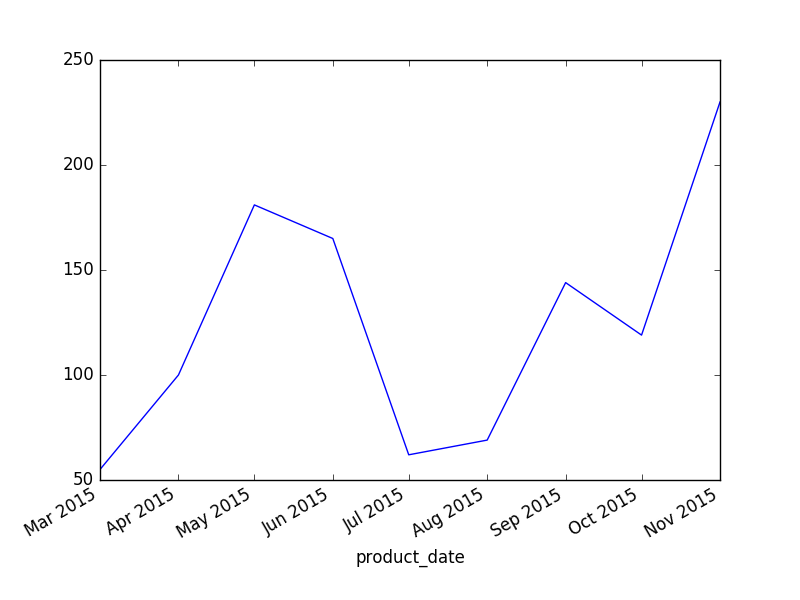 250
200
150
100
50
Mar 2015
Apr 2015
May 2015
Jun 2015
Jul 2015
Aug 2015
Sep 2015
Oct 2015
Nov 2015
product_date